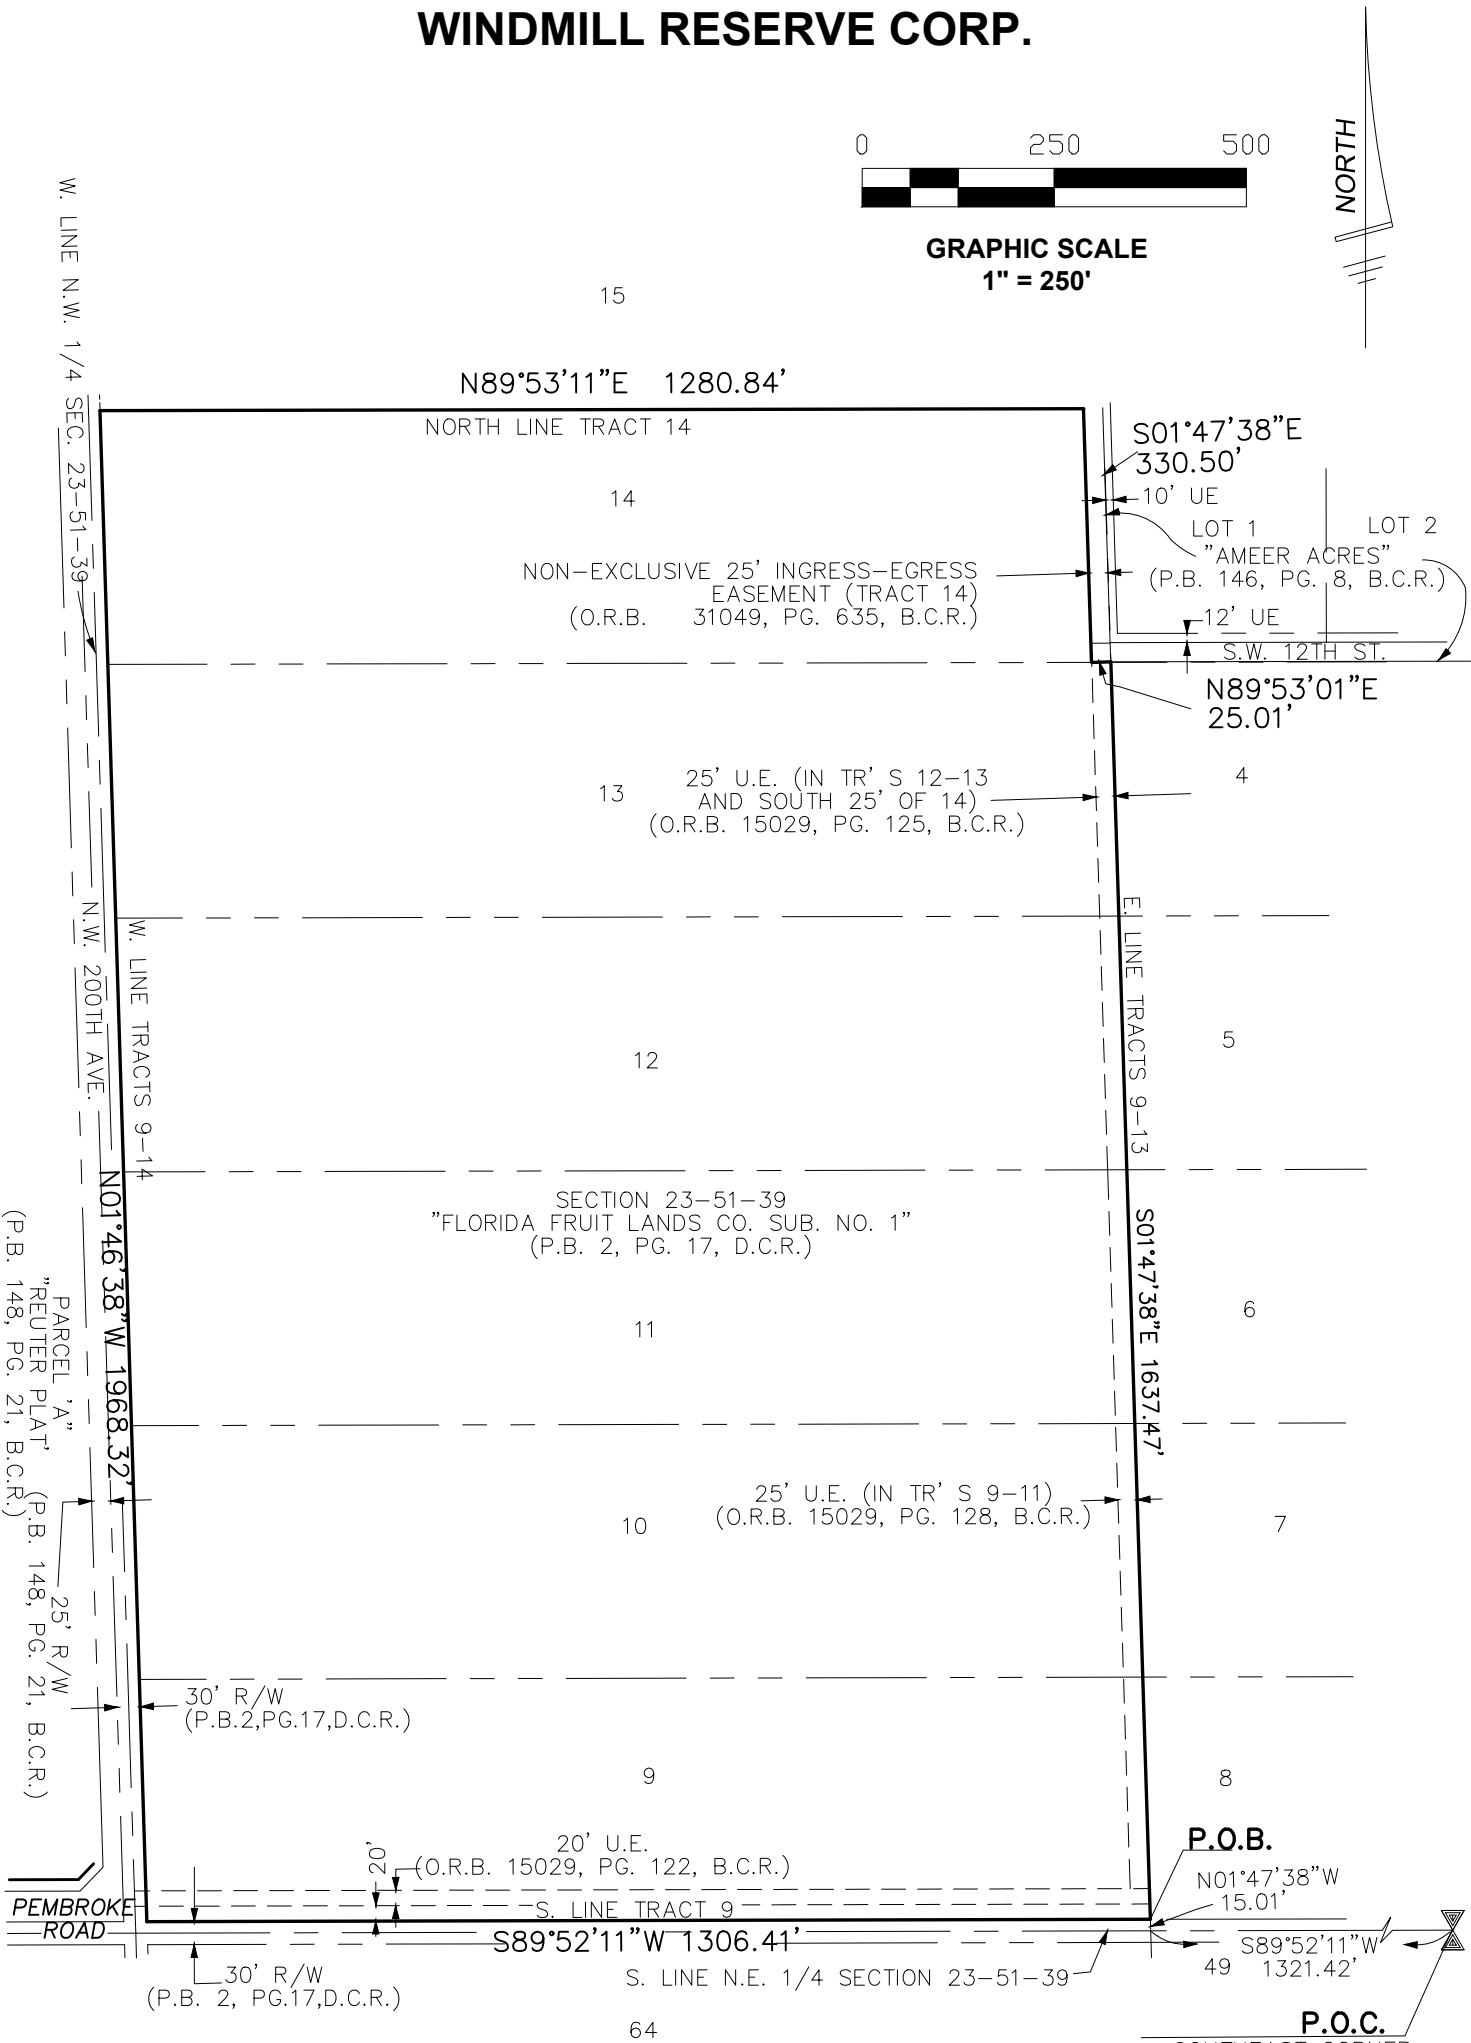 WINDMILL RESERVE CORP.
0 250 500
GRAPHIC SCALE
1" = 250'
NORTH
15
N89°53'11"E 1280.84'
NORTH LINE TRACT 14
14
S01°47'38"E
330.50'
10' UE
LOT 1
LOT 2
"AMEER ACRES"
(P.B. 146, PG. 8, B.C.R.)
NON-EXCLUSIVE 25' INGRESS-EGRESS
EASEMENT (TRACT 14)
(O.R.B. 31049, PG. 635, B.C.R.)
12' UE
S.W. 12TH ST.
N89°53'01"E
25.01'
W. LINE N.W. 1/4 SEC. 23-51-39
13
25' U.E. (IN TR' S 12-13
AND SOUTH 25' OF 14)
(O.R.B. 15029, PG. 125, B.C.R.)
4
N.W. 200TH AVE.
W. LINE TRACTS 9-14
E. LINE TRACTS 9-13
12
5
SECTION 23-51-39
"FLORIDA FRUIT LANDS CO. SUB. NO. 1"
(P.B. 2, PG. 17, D.C.R.)
N01°46'38"W 1968.32'
S01°47'38"E 1637.47'
PARCEL 'A"
"REUTER PLAT'
(P.B. 148, PG. 21, B.C.R.)
11
6
25' U.E. (IN TR' S 9-11)
(O.R.B. 15029, PG. 128, B.C.R.)
10
7
25' R/W
(P.B. 148, PG. 21, B.C.R.)
30' R/W
(P.B.2,PG.17,D.C.R.)
9
8
20' U.E.
(O.R.B. 15029, PG. 122, B.C.R.)
20'
P.O.B.
N01°47'38"W
15.01'
PEMBROKE
ROAD
S. LINE TRACT 9
S89°52'11"W 1306.41'
S89°52'11"W
1321.42'
49
30' R/W
(P.B. 2, PG.17,D.C.R.)
S. LINE N.E. 1/4 SECTION 23-51-39
64
P.O.C.